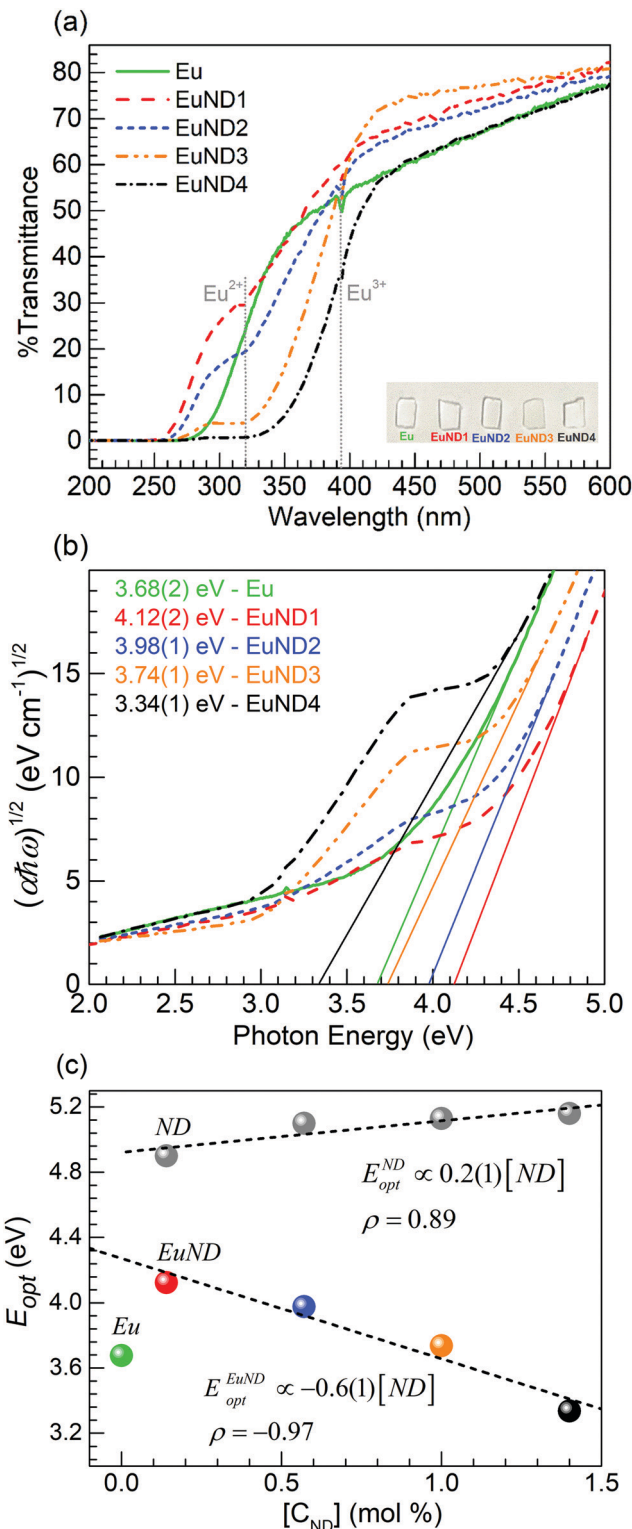 (a)
80
70
60
50
40
30
20
10
0
%Transmittance
Eu
EuND1
EuND2
EuND3
EuND4
Eu2+
Eu3+
Eu EuND1 EuND2 EuND3 EuND4
200 250 300 350 400 450 500 550 600
Wavelength (nm)
(b)
3.68(2) eV - Eu
4.12(2) eV - EuND1
3.98(1) eV - EuND2
3.74(1) eV - EuND3
3.34(1) eV - EuND4
15
10
5
0
(αℏω)1/2 (eV cm-1)1/2
2.0 2.5 3.0 3.5 4.0 4.5 5.0
Photon Energy (eV)
(c)
5.2
4.8
4.4
4.0
3.6
3.2
Eopt (eV)
ND
EoptND ∝ 0.2(1)[ND]
ρ = 0.89
EuND
Eu
EoptEuND ∝ −0.6(1)[ND]
ρ = −0.97
0.0 0.5 1.0 1.5
[CND] (mol %)